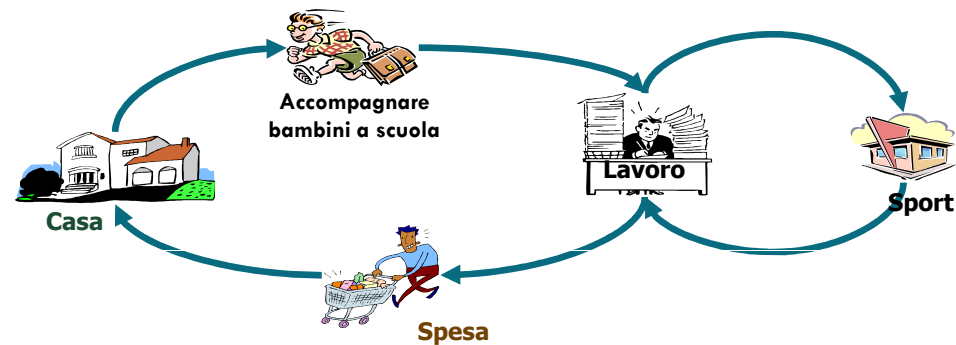 Accompagnare
bambini a scuola
Lavoro
Sport
Casa
Spesa